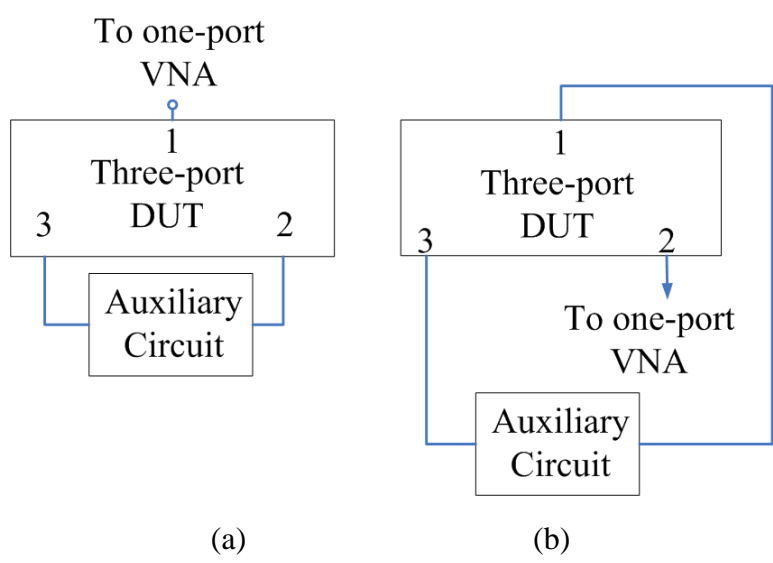 To one-port
VNA
1
Three-port
DUT
3
2
Auxiliary
Circuit
(a)
1
Three-port
DUT
3
2
To one-port
VNA
Auxiliary
Circuit
(b)